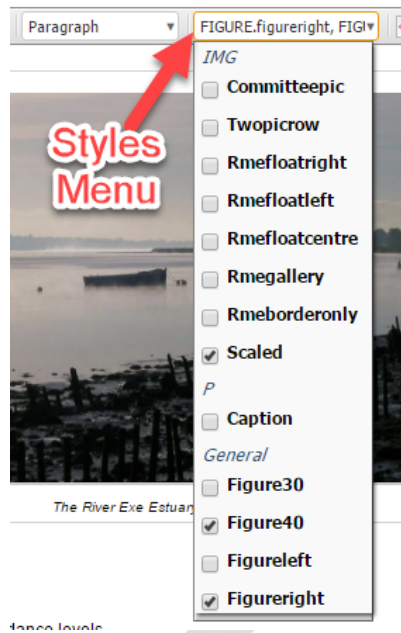 Paragraph
FIGURE.figureright, FIG
IMG
Committeepic
Twopicrow
Rmefloatright
Rmefloatleft
Rmefloatcentre
Rmegallery
Rmeborderonly
Scaled
P
Caption
General
Figure30
Figure40
Figureleft
Figureright
Styles
Menu
The River Exe Estuary
dance levels